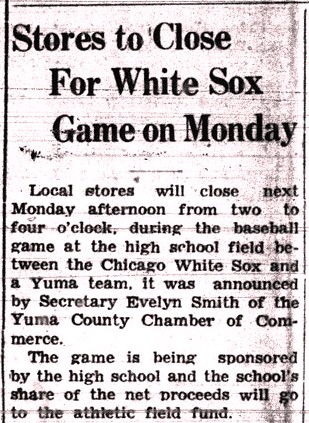 Stores to Close
For White Sox
Game on Monday
Local stores will close next
Monday afternoon from two to
four o'clock, during the baseball
game at the high school field be-
tween the Chicago White Sox and
a Yuma team, it was announced
by Secretary Evelyn Smith of the
Yuma County Chamber of Com-
merce.
The game is being sponsored
by the high school and the school's
share of the net proceeds will go
to the athletic field fund.